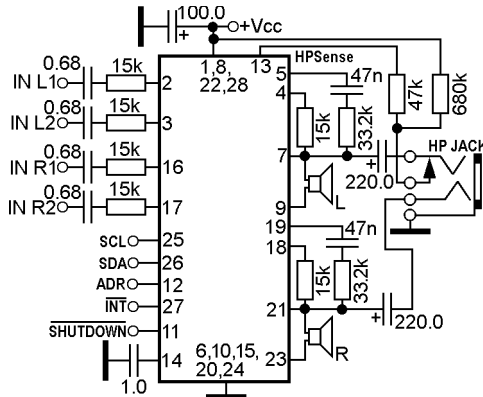 100.0
+Vcc
1,8,
22,28
13
HPSense
0.68
15k
IN L1
2
0.68
15k
IN L2
3
0.68
15k
IN R1
16
0.68
15k
IN R2
17
SCL
25
SDA
26
ADR
12
INT
27
SHUTDOWN
11
14
1.0
6,10,15,
20,24
5
47n
4
15k
33.2k
47k
680k
7
HP JACK
220.0
L
9
19
47n
18
15k
33.2k
21
220.0
23
R